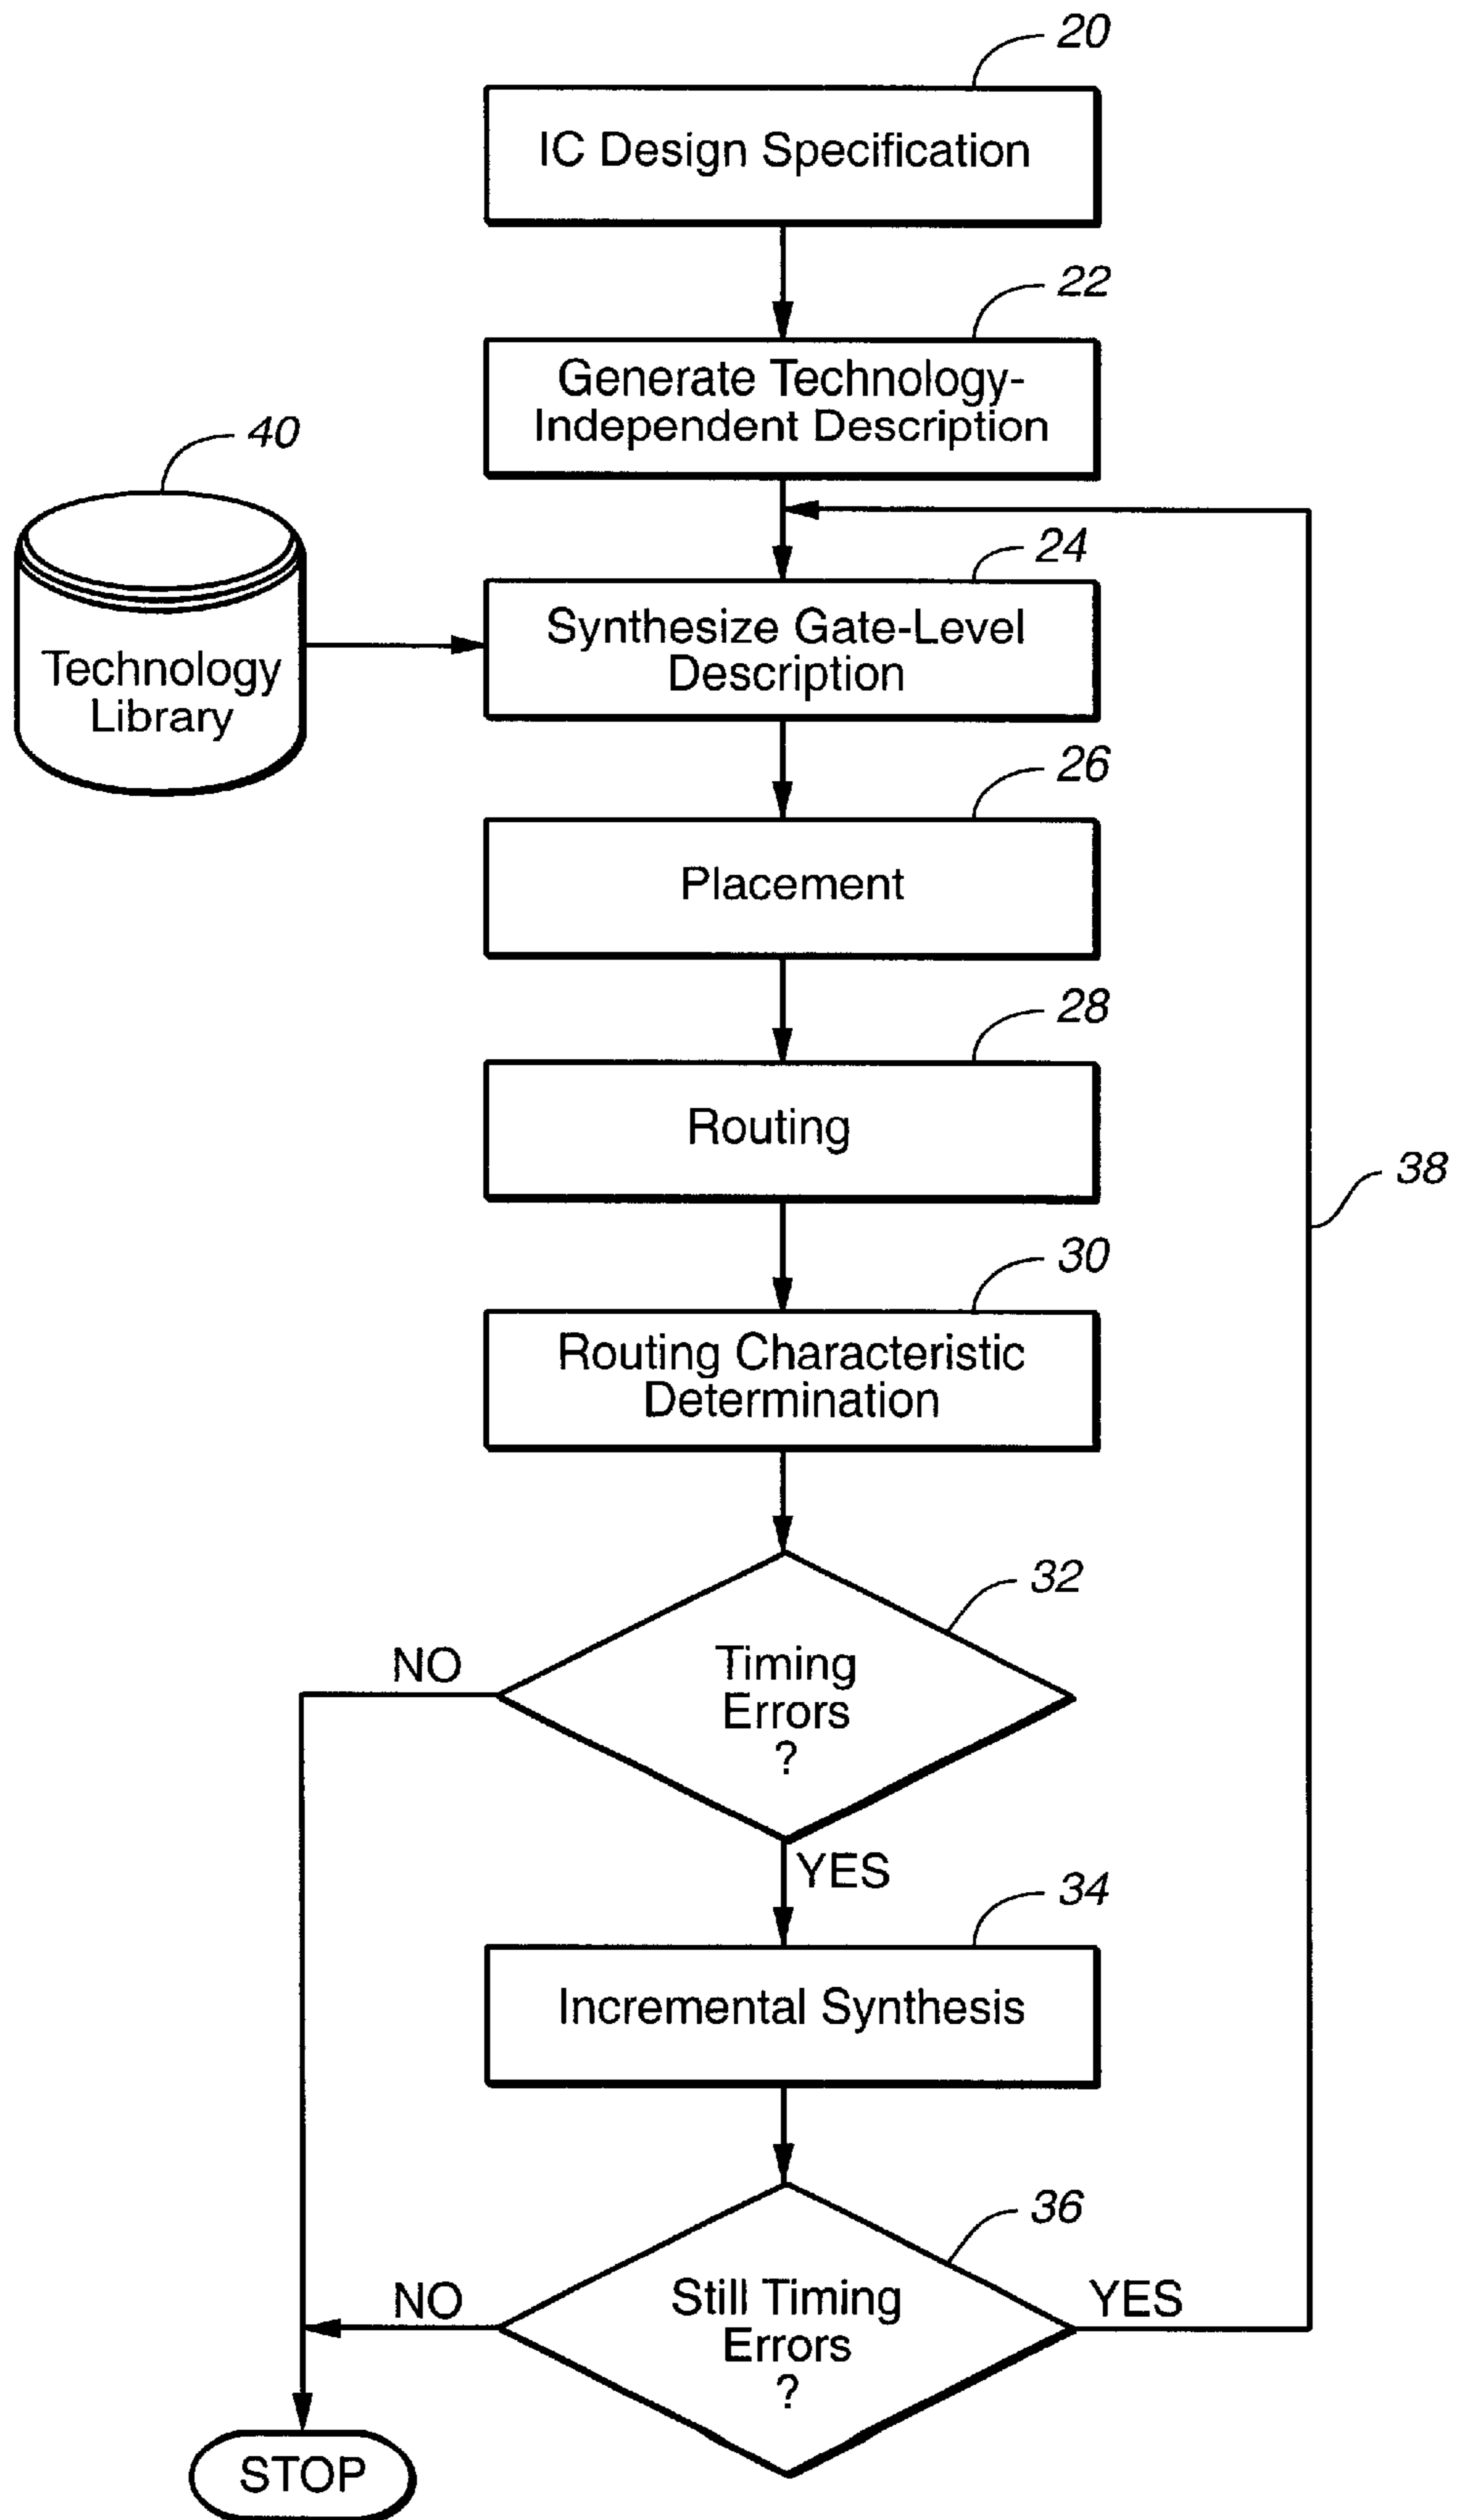 20
IC Design Specification
22
Generate Technology-
Independent Description
40
24
Technology
Library
Synthesize Gate-Level
Description
26
Placement
28
Routing
38
30
Routing Characteristic
Determination
32
NO
Timing
Errors
?
YES
34
Incremental Synthesis
36
NO
Still Timing
Errors
?
YES
STOP